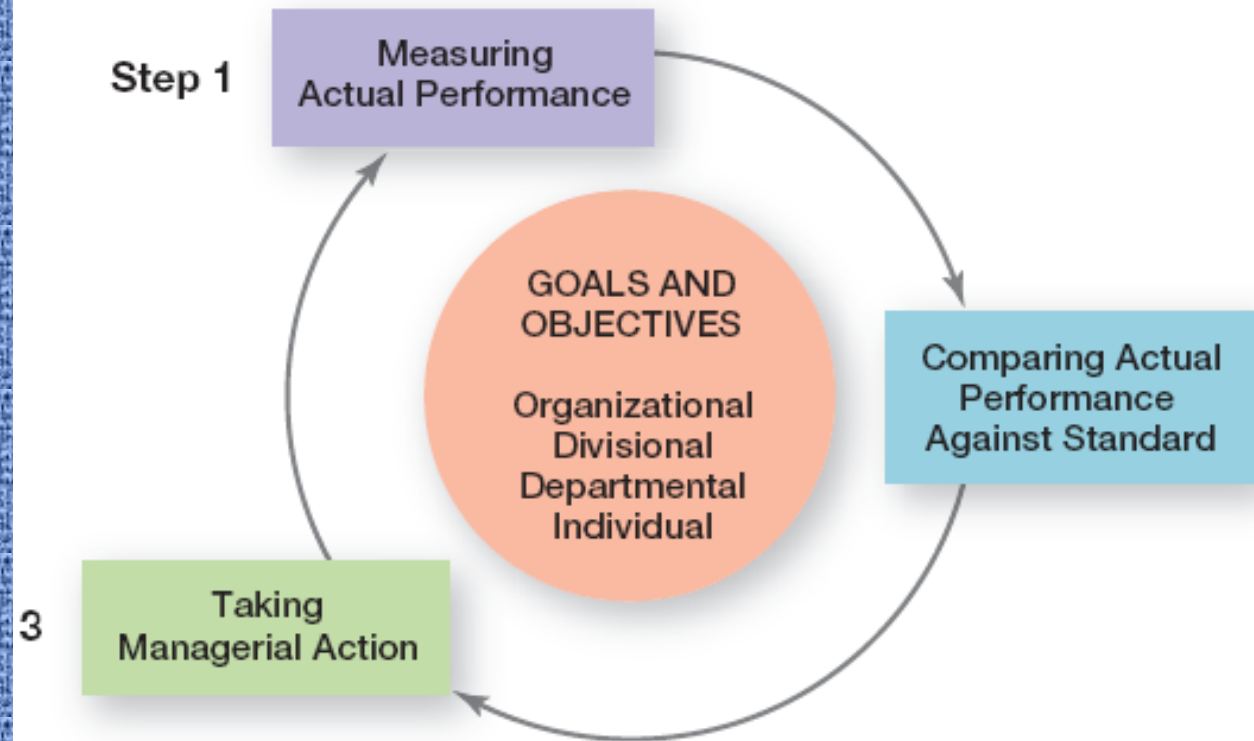 Step 1
Measuring
Actual Performance
GOALS AND
OBJECTIVES
Organizational
Divisional
Departmental
Individual
Comparing Actual
Performance
Against Standard
3
Taking
Managerial Action